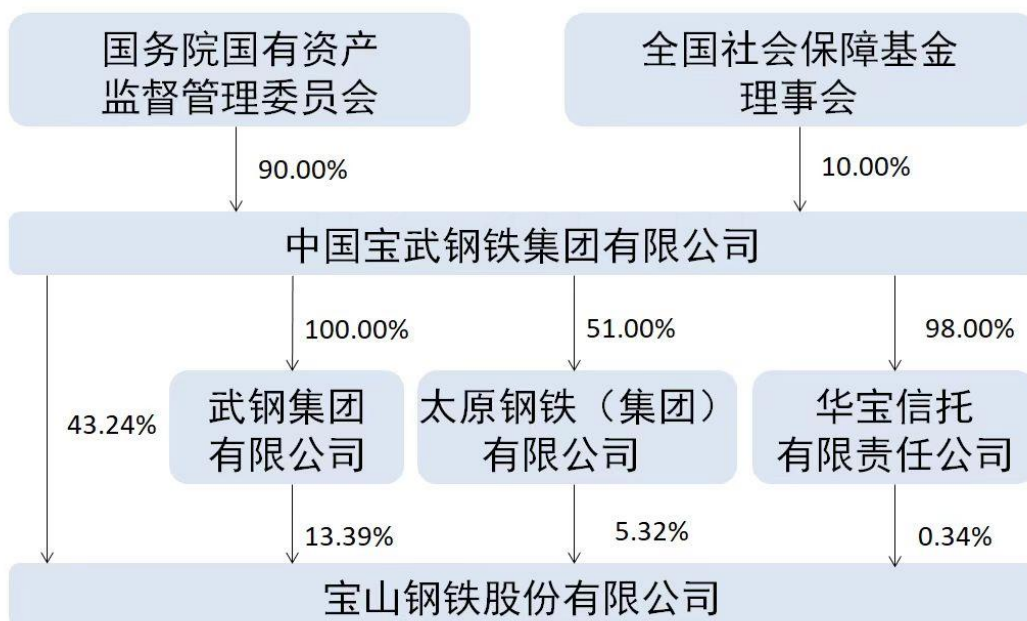 国务院国有资产
监督管理委员会
全国社会保障基金
理事会
90.00%
10.00%
中国宝武钢铁集团有限公司
100.00%
51.00%
98.00%
43.24%
武钢集团
有限公司
太原钢铁（集团）
有限公司
华宝信托
有限责任公司
13.39%
5.32%
0.34%
宝山钢铁股份有限公司